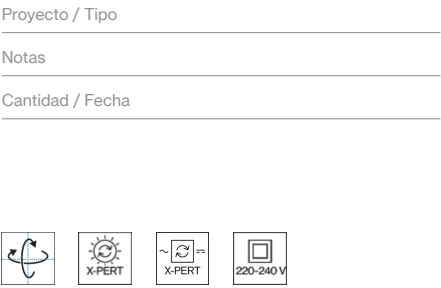 Proyecto / Tipo
Notas
Cantidad / Fecha
X-PERT
X-PERT
220-240 V